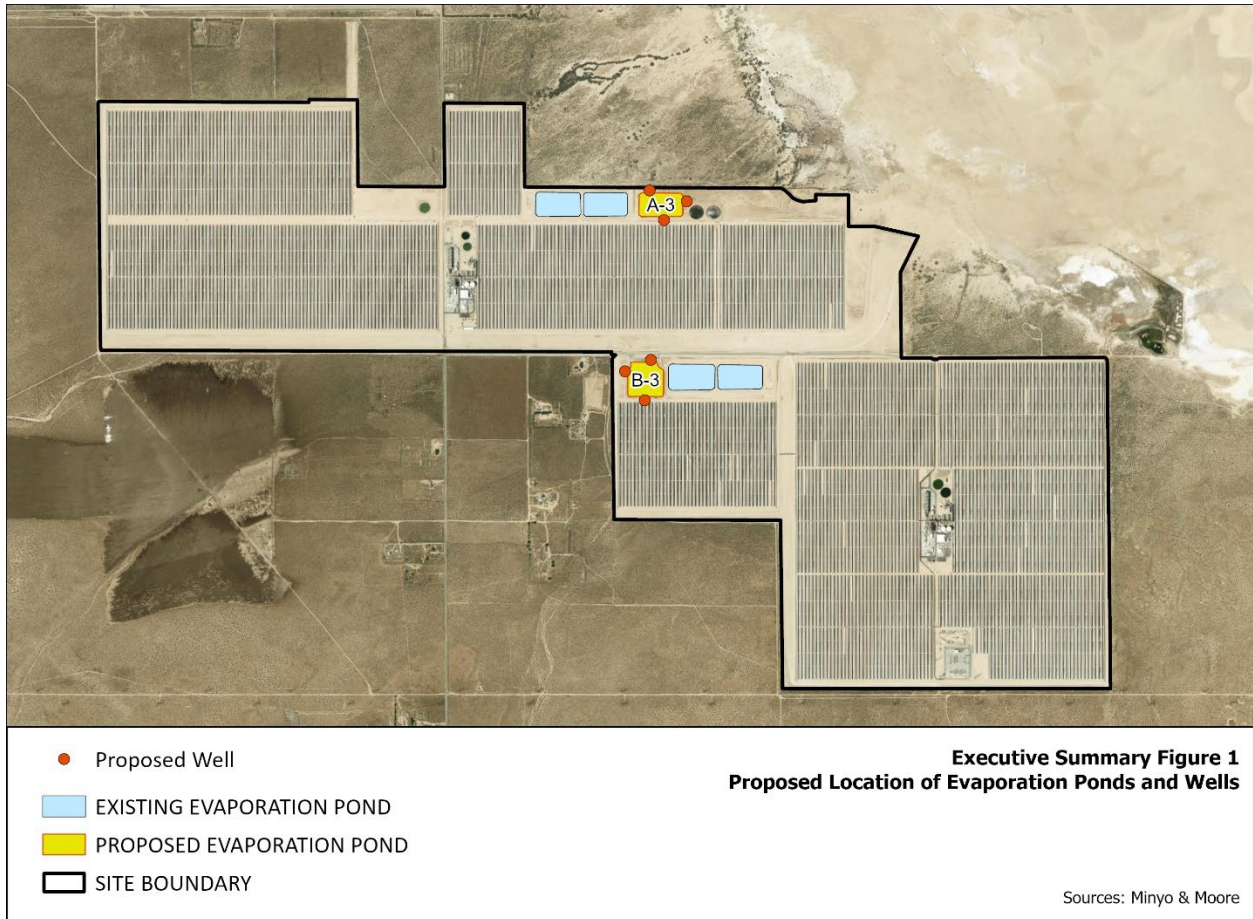 A-3
B-3
Proposed Well
EXISTING EVAPORATION POND
PROPOSED EVAPORATION POND
SITE BOUNDARY
Executive Summary Figure 1
Proposed Location of Evaporation Ponds and Wells
Sources: Minyo & Moore